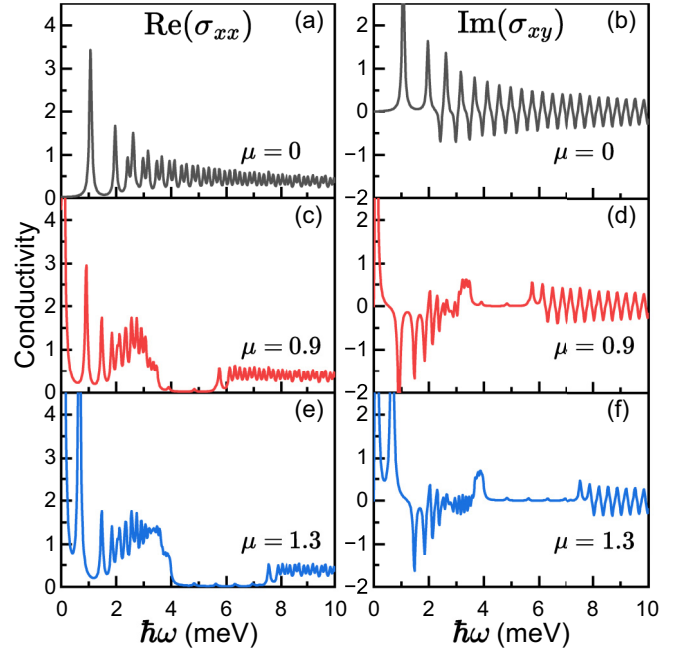 Re(σxx) (a)
Im(σxy) (b)
4
3
2
1
0
μ = 0
2
1
0
−1
−2
μ = 0
Conductivity
(c)
4
3
2
1
0
μ = 0.9
(d)
1
0
−1
−2
μ = 0.9
(e)
4
3
2
1
0
μ = 1.3
(f)
1
0
−1
−2
μ = 1.3
0 2 4 6 8 10
0 2 4 6 8 10
ħω (meV)
ħω (meV)